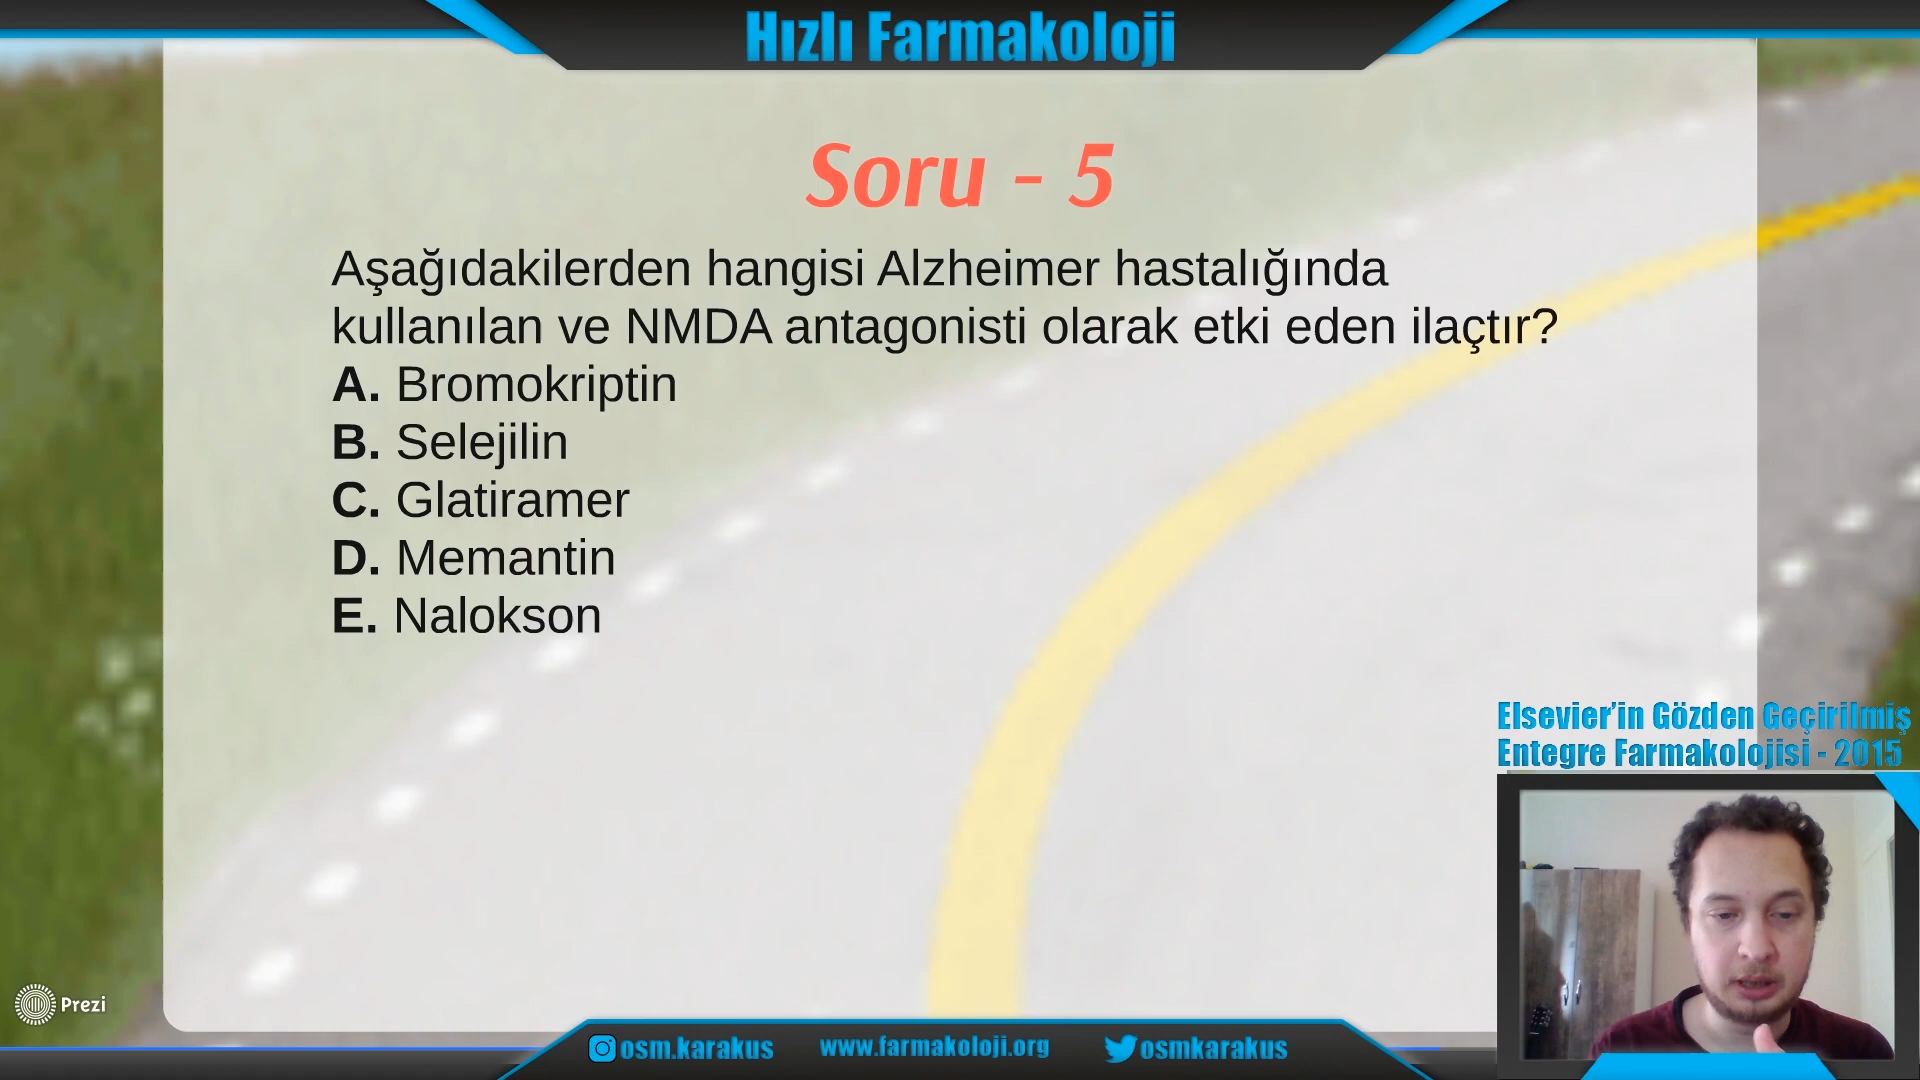 Hızlı Farmakoloji
Soru - 5
Aşağıdakilerden hangisi Alzheimer hastalığında
kullanılan ve NMDA antagonisti olarak etki eden ilaçtır?
A. Bromokriptin
B. Selejilin
C. Glatiramer
D. Memantin
E. Nalokson
Elsevier'in Gözden Geçirilmiş
Entegre Farmakolojisi - 2015
Prezi
osm.karakus
www.farmakoloji.org
osmkarakus